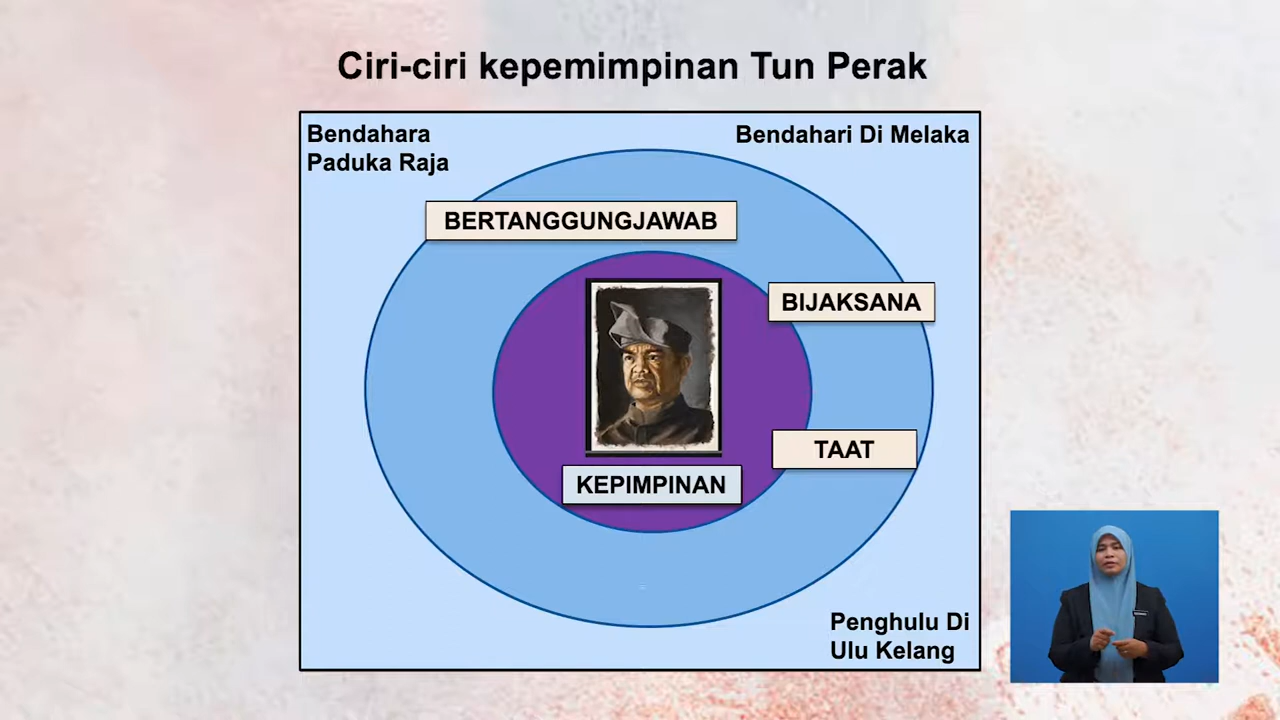 Ciri-ciri kepemimpinan Tun Perak
Bendahara
Paduka Raja
Bendahari Di Melaka
BERTANGGUNGJAWAB
BIJAKSANA
TAAT
KEPIMPINAN
Penghulu Di
Ulu Kelang